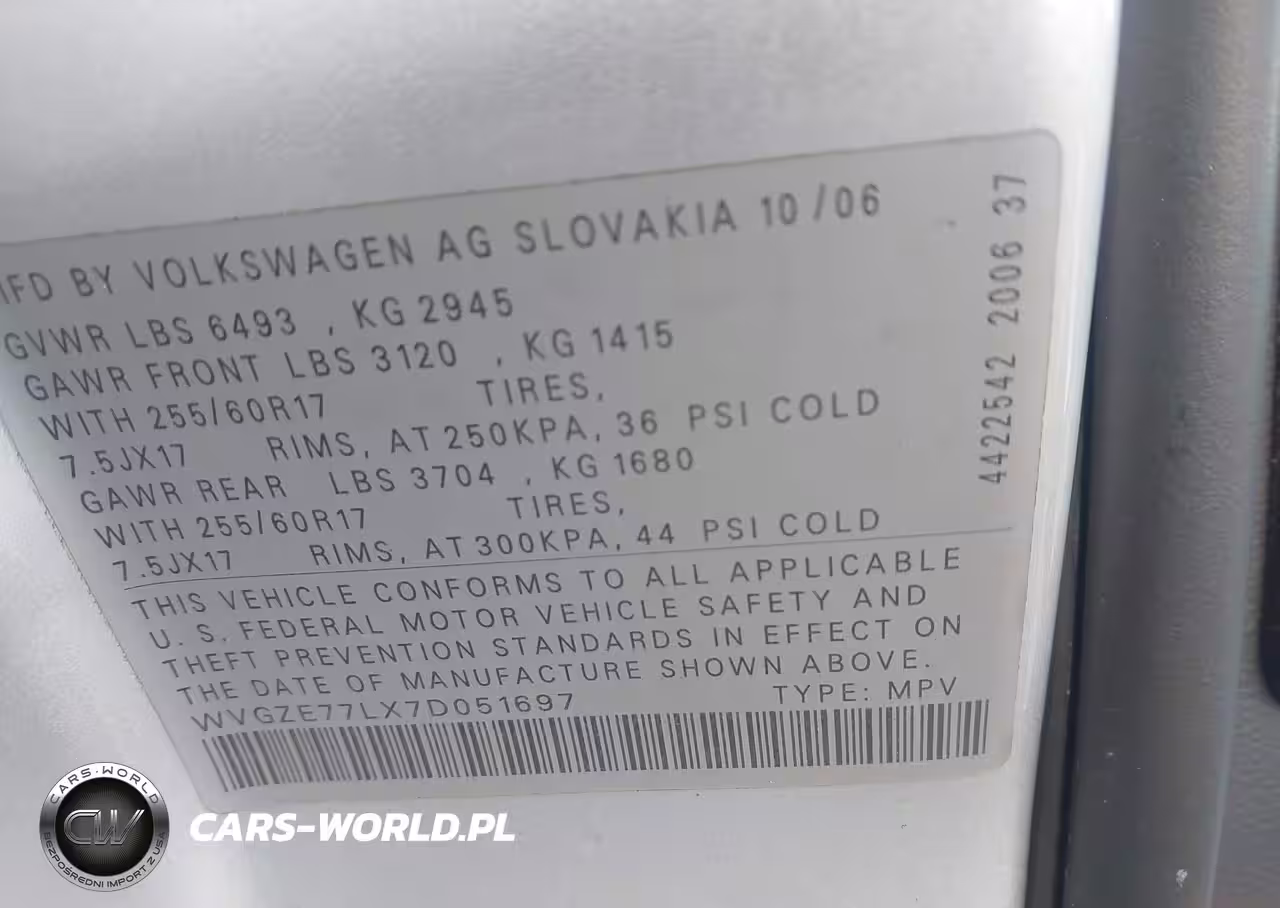 MFD BY VOLKSWAGEN AG SLOVAKIA 10/06
GVWR LBS 6493 , KG 2945
GAWR FRONT LBS 3120 , KG 1415
WITH 255/60R17 TIRES,
7.5JX17 RIMS, AT 250KPA, 36 PSI COLD
GAWR REAR LBS 3704 , KG 1680
WITH 255/60R17 TIRES,
7.5JX17 RIMS, AT 300KPA, 44 PSI COLD
THIS VEHICLE CONFORMS TO ALL APPLICABLE
U. S. FEDERAL MOTOR VEHICLE SAFETY AND
THEFT PREVENTION STANDARDS IN EFFECT ON
THE DATE OF MANUFACTURE SHOWN ABOVE.
WVGZE77LX7D051697 TYPE: MPV
4422542 2006 37
CARS-WORLD
CW
BEZPOŚREDNI IMPORT Z USA
CARS-WORLD.PL